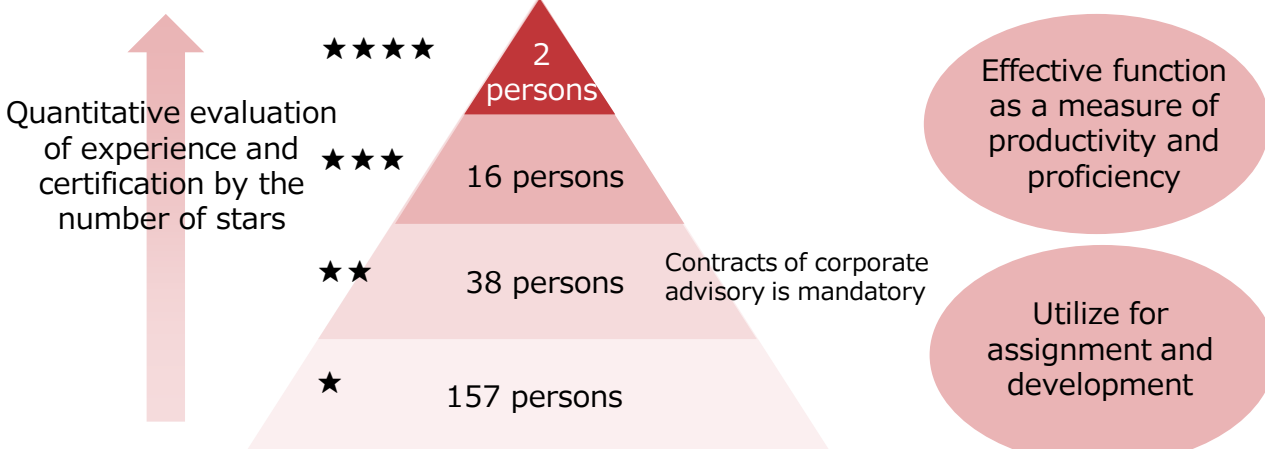 ★★★★
2
persons
Quantitative evaluation
of experience and
certification by the
number of stars
★★★
16 persons
★★
38 persons
Contracts of corporate
advisory is mandatory
★
157 persons
Effective function
as a measure of
productivity and
proficiency
Utilize for
assignment and
development